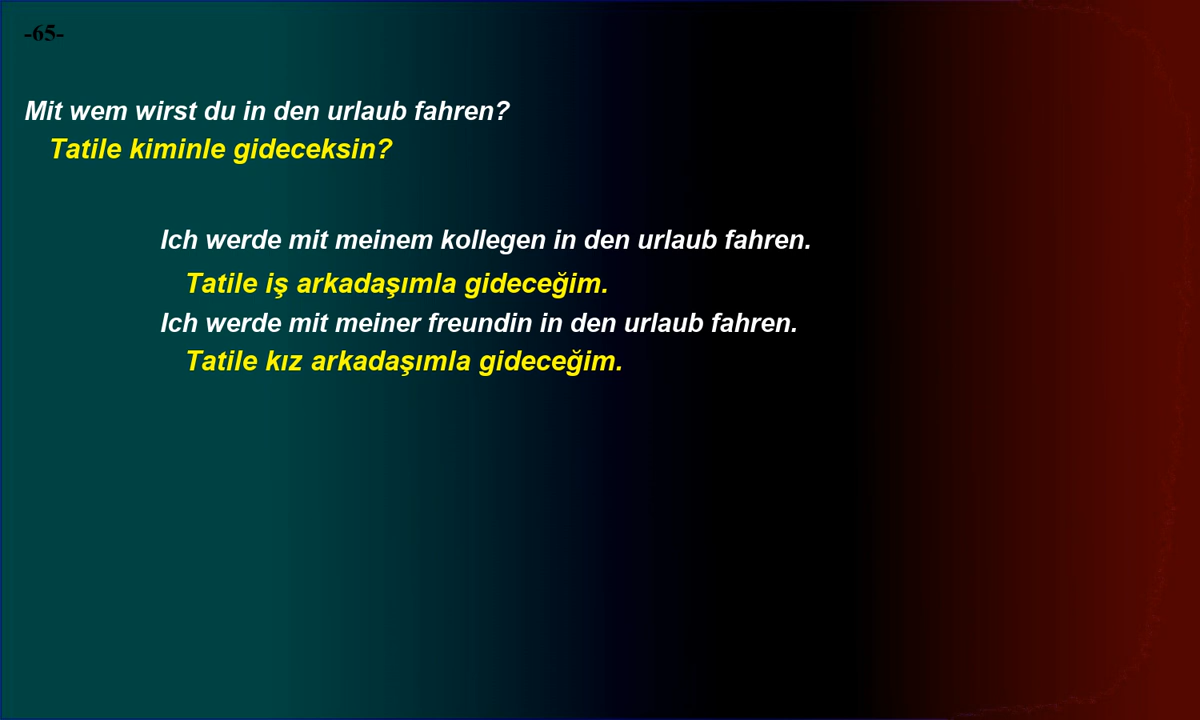 -65-
Mit wem wirst du in den urlaub fahren?
Tatile kiminle gideceksin?
Ich werde mit meinem kollegen in den urlaub fahren.
Tatile iş arkadaşımla gideceğim.
Ich werde mit meiner freundin in den urlaub fahren.
Tatile kız arkadaşımla gideceğim.